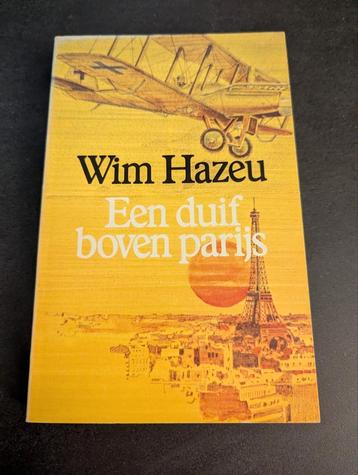 Wim Hazeu
Een duif
boven parijs